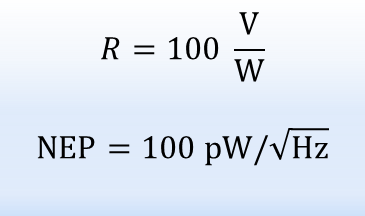 R = 100 V/W
NEP = 100 pW/√Hz